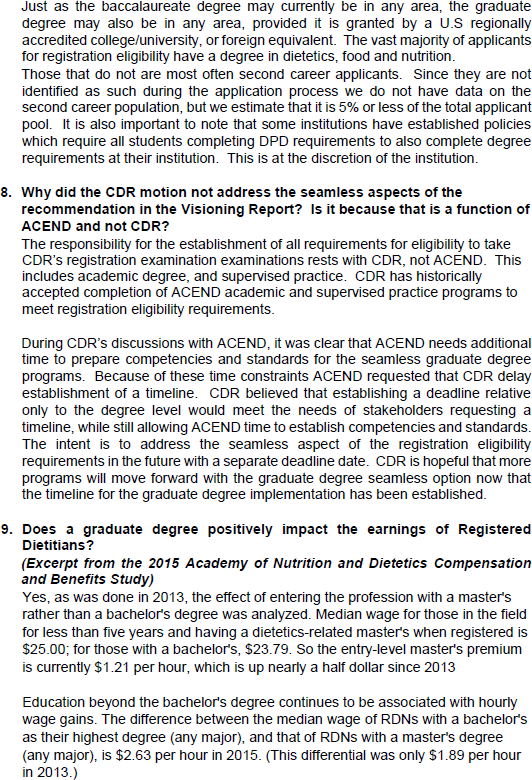 Just as the baccalaureate degree may currently be in any area, the graduate
degree may also be in any area, provided it is granted by a U.S regionally
accredited college/university, or foreign equivalent. The vast majority of applicants
for registration eligibility have a degree in dietetics, food and nutrition.
Those that do not are most often second career applicants. Since they are not
identified as such during the application process we do not have data on the
second career population, but we estimate that it is 5% or less of the total applicant
pool. It is also important to note that some institutions have established policies
which require all students completing DPD requirements to also complete degree
requirements at their institution. This is at the discretion of the institution.
8. Why did the CDR motion not address the seamless aspects of the
recommendation in the Visioning Report? Is it because that is a function of
ACEND and not CDR?
The responsibility for the establishment of all requirements for eligibility to take
CDR's registration examination examinations rests with CDR, not ACEND. This
includes academic degree, and supervised practice. CDR has historically
accepted completion of ACEND academic and supervised practice programs to
meet registration eligibility requirements.
During CDR's discussions with ACEND, it was clear that ACEND needs additional
time to prepare competencies and standards for the seamless graduate degree
programs. Because of these time constraints ACEND requested that CDR delay
establishment of a timeline. CDR believed that establishing a deadline relative
only to the degree level would meet the needs of stakeholders requesting a
timeline, while still allowing ACEND time to establish competencies and standards.
The intent is to address the seamless aspect of the registration eligibility
requirements in the future with a separate deadline date. CDR is hopeful that more
programs will move forward with the graduate degree seamless option now that
the timeline for the graduate degree implementation has been established.
9. Does a graduate degree positively impact the earnings of Registered
Dietitians?
(Excerpt from the 2015 Academy of Nutrition and Dietetics Compensation
and Benefits Study)
Yes, as was done in 2013, the effect of entering the profession with a master's
rather than a bachelor's degree was analyzed. Median wage for those in the field
for less than five years and having a dietetics-related master's when registered is
$25.00; for those with a bachelor's, $23.79. So the entry-level master's premium
is currently $1.21 per hour, which is up nearly a half dollar since 2013
Education beyond the bachelor's degree continues to be associated with hourly
wage gains. The difference between the median wage of RDNs with a bachelor's
as their highest degree (any major), and that of RDNs with a master's degree
(any major), is $2.63 per hour in 2015. (This differential was only $1.89 per hour
in 2013.)